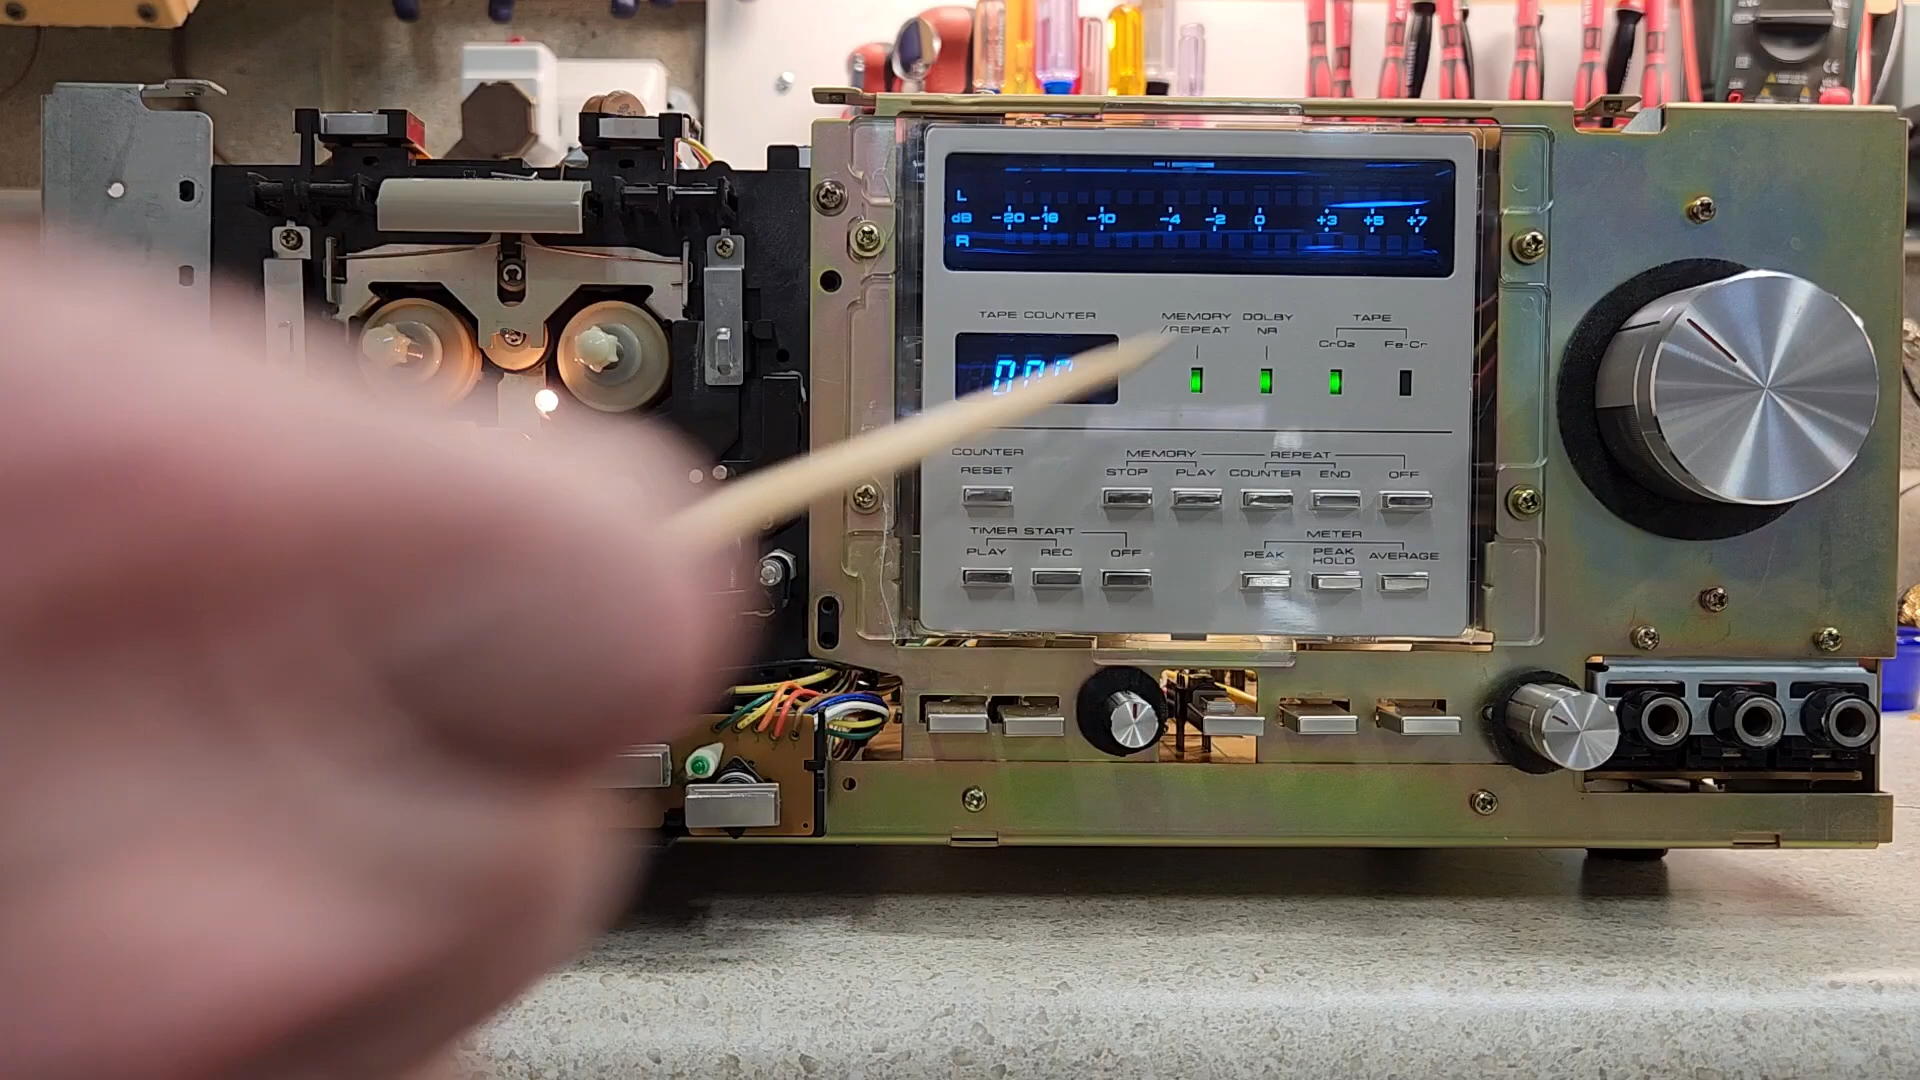 L
dB -20 -18 -10 -4 -2 0 +3 +5 +7
R
TAPE COUNTER
MEMORY /REPEAT
DOLBY NR
TAPE
CrO2 Fe-Cr
COUNTER RESET
MEMORY REPEAT
STOP PLAY COUNTER END OFF
TIMER START
PLAY REC OFF
METER
PEAK PEAK HOLD AVERAGE